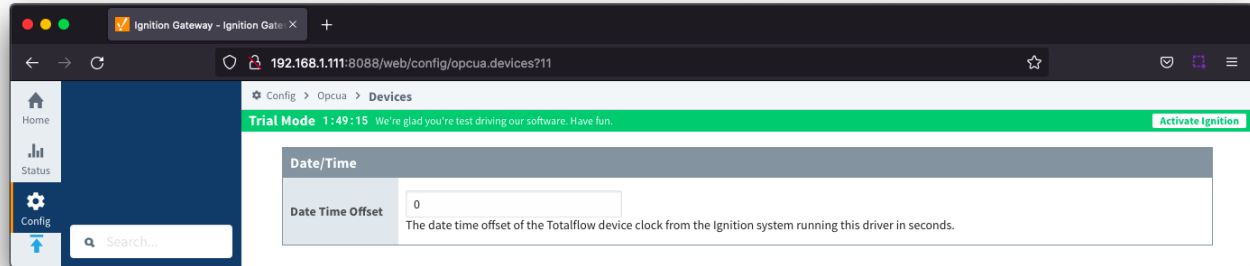 Ignition Gateway - Ignition Gate
192.168.1.111:8088/web/config/opcua.devices?11
Home
Status
Config
Search...
Config > Opcua > Devices
Trial Mode 1:49:15 We're glad you're test driving our software. Have fun.
Activate Ignition
Date/Time
Date Time Offset
0
The date time offset of the Totalflow device clock from the Ignition system running this driver in seconds.